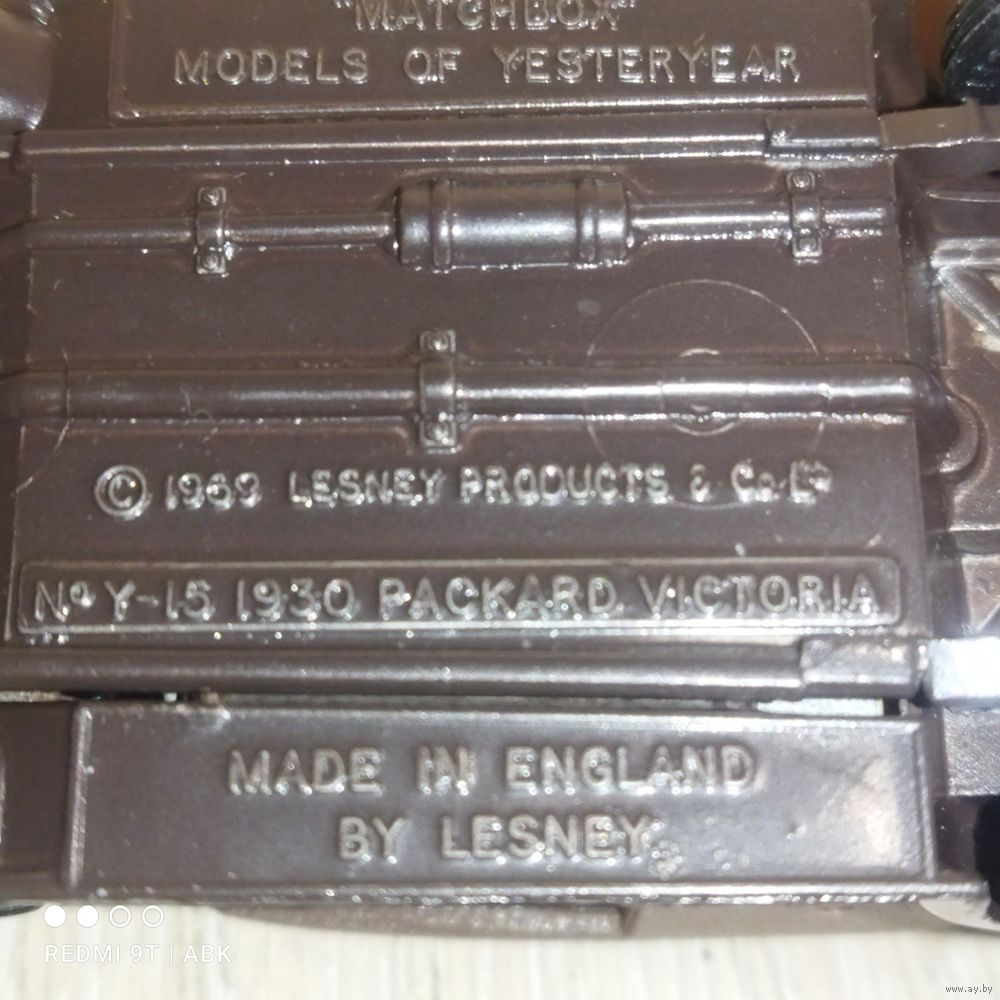 "MATCHBOX"
MODELS OF YESTERYEAR
© 1969 LESNEY PRODUCTS & Co. Ltd
No Y-15 1930 PACKARD VICTORIA
MADE IN ENGLAND
BY LESNEY
REDMI 9T | ABK
www.ay.by